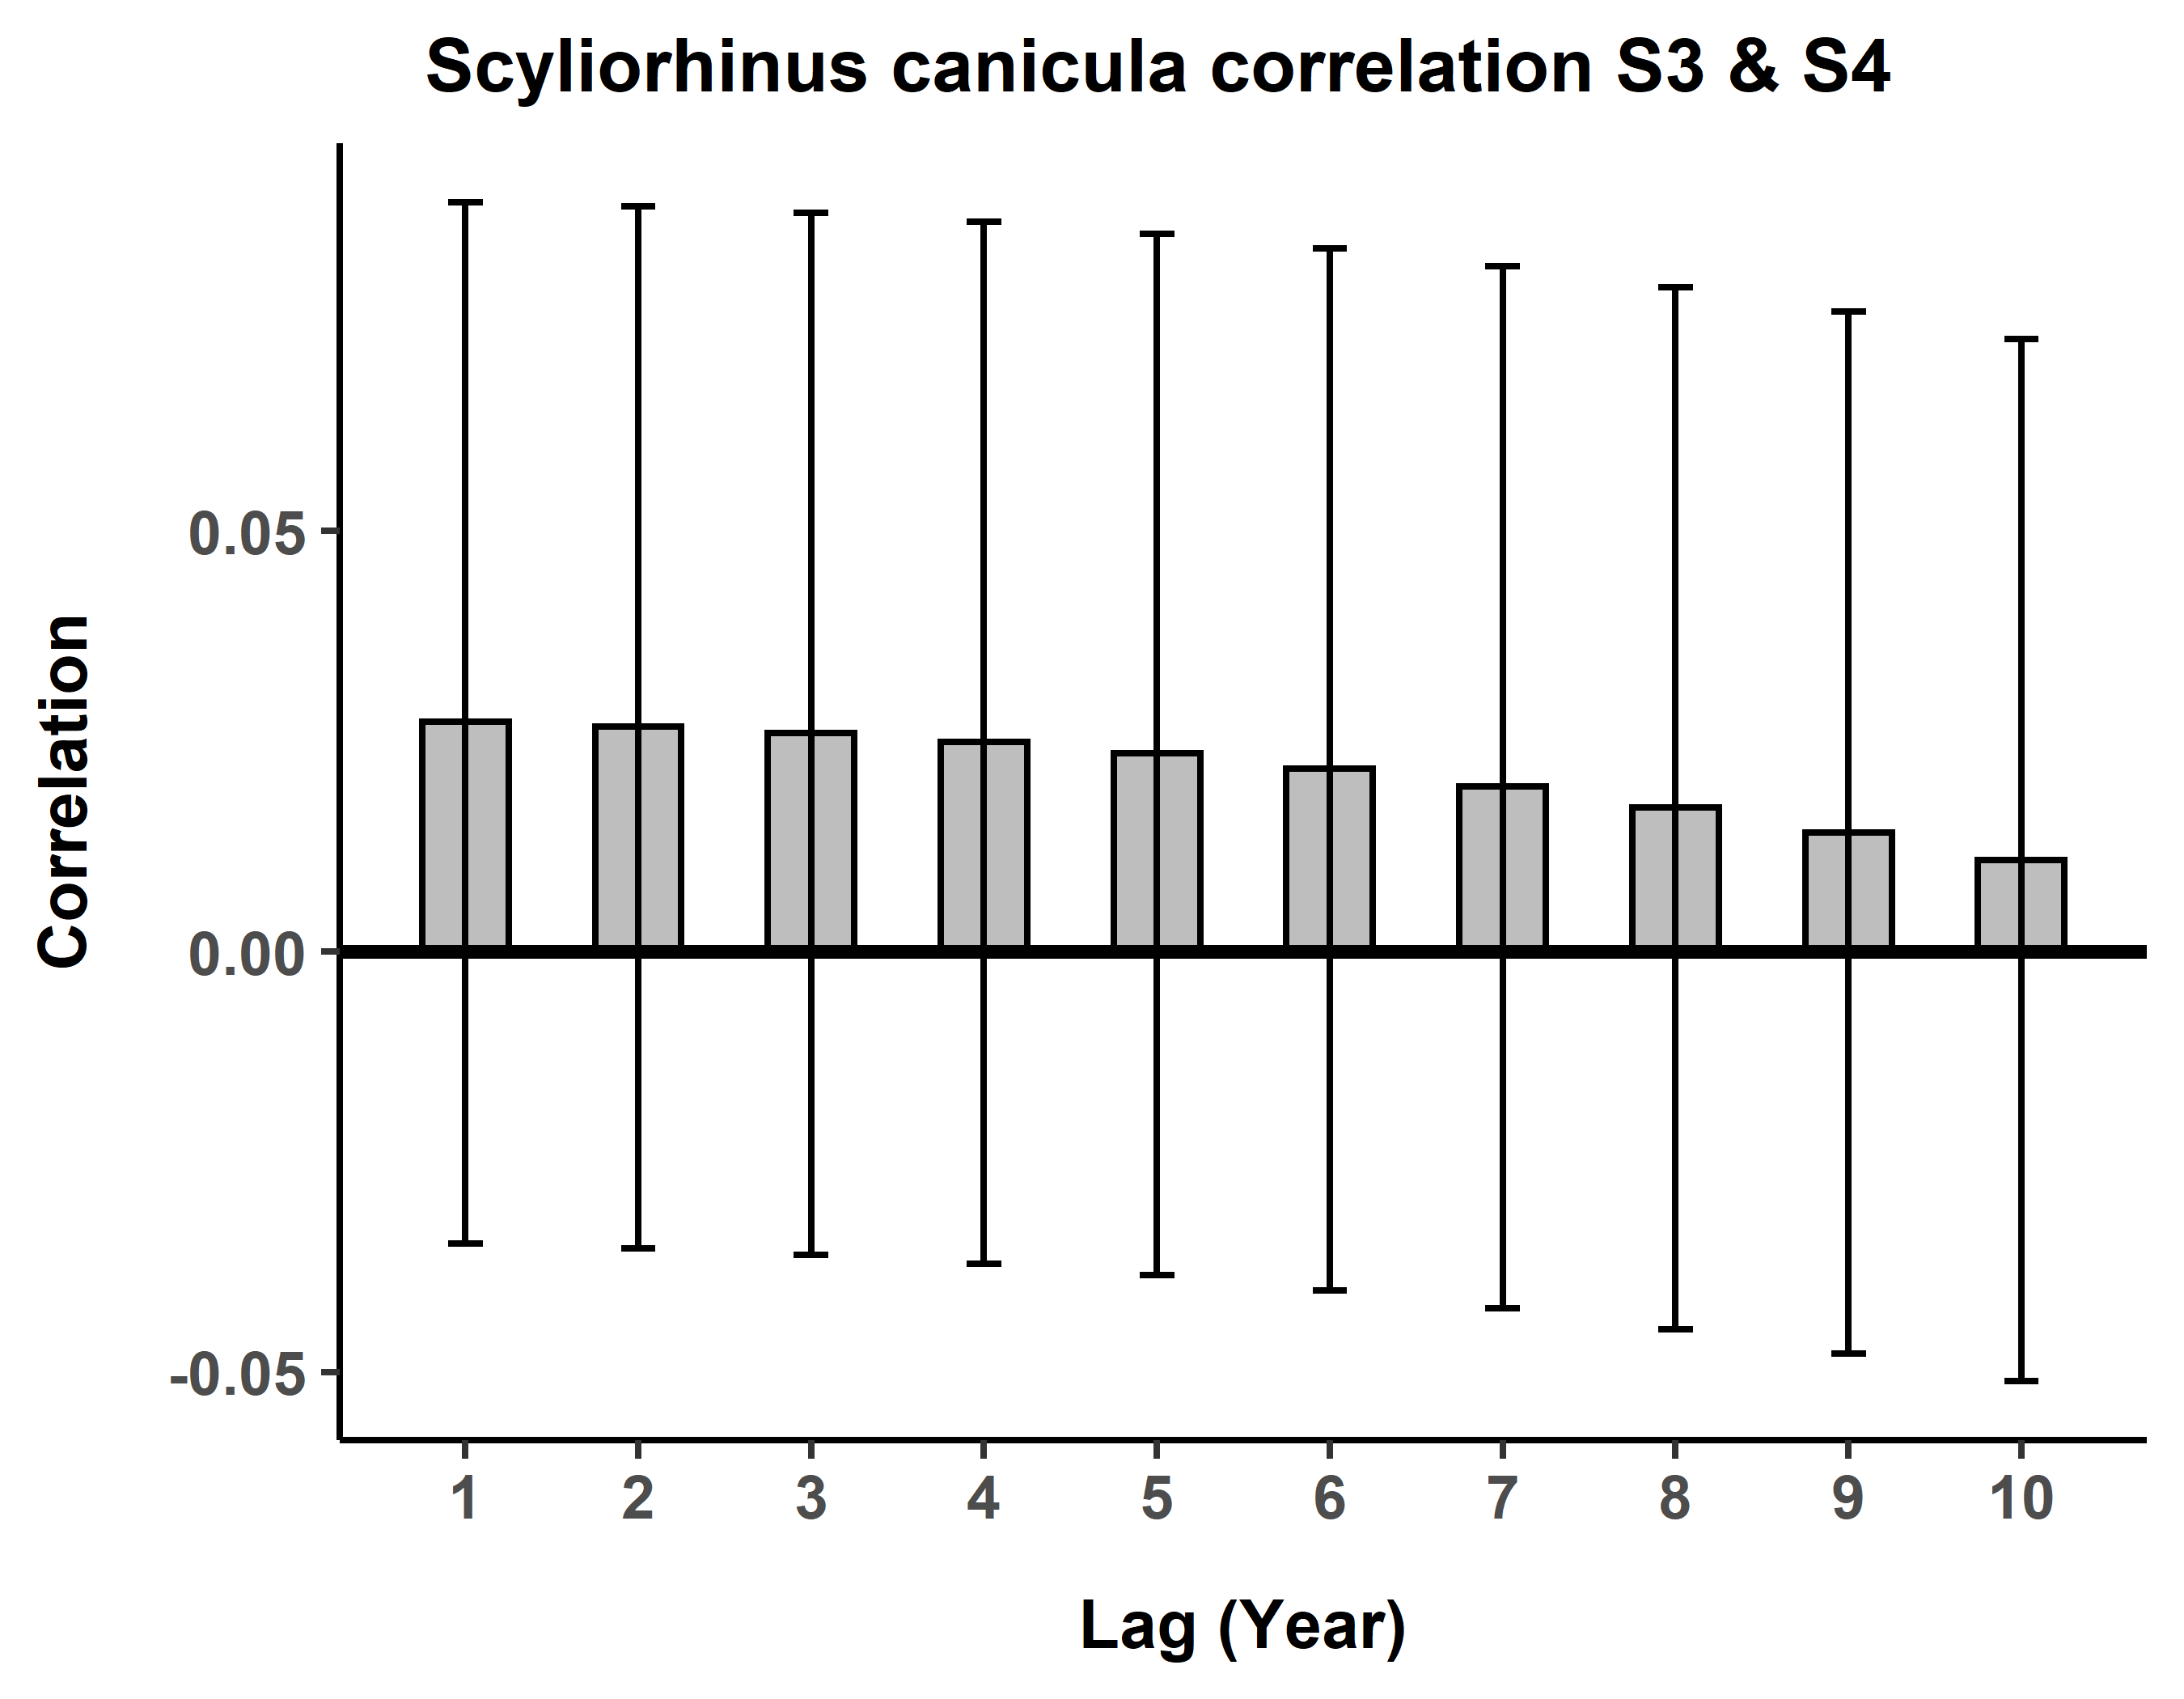 Scyliorhinus canicula correlation S3 & S4
Correlation
0.05
0.00
-0.05
1 2 3 4 5 6 7 8 9 10
Lag (Year)